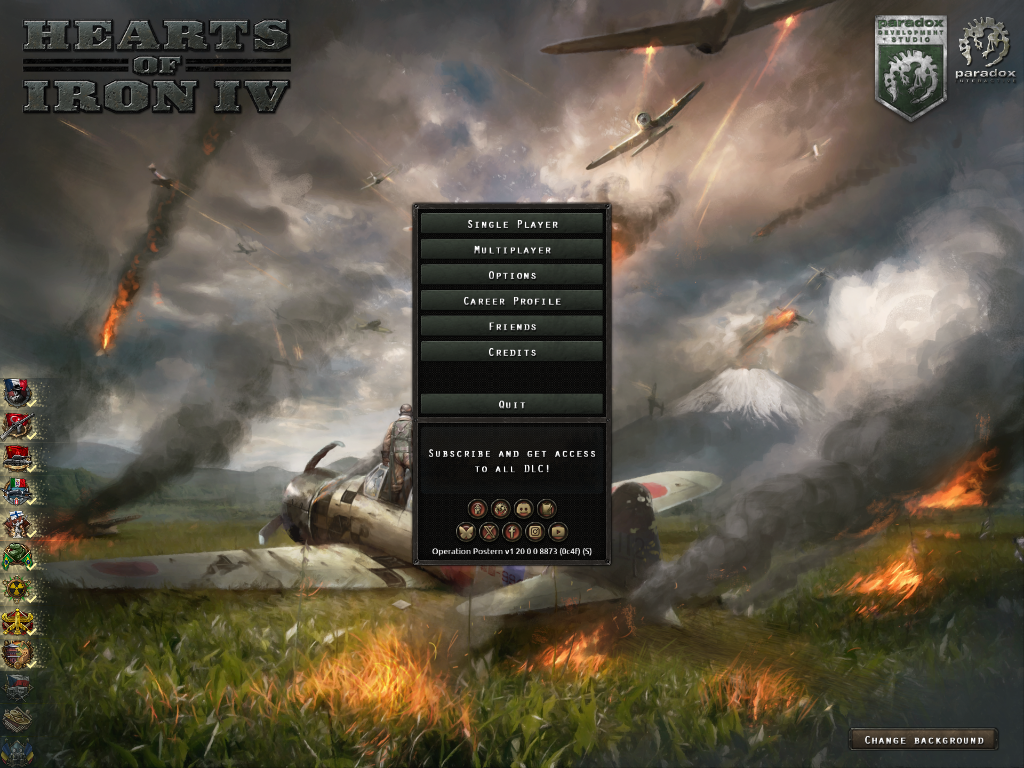 HEARTS
OF
IRON IV
paradox
DEVELOPMENT
STUDIO
paradox
INTERACTIVE
Single Player
Multiplayer
Options
Career Profile
Friends
Credits
Quit
Subscribe and get access
to all DLC!
Operation Postern v1 20 0 0 8873 (0c4f) (S)
Change background